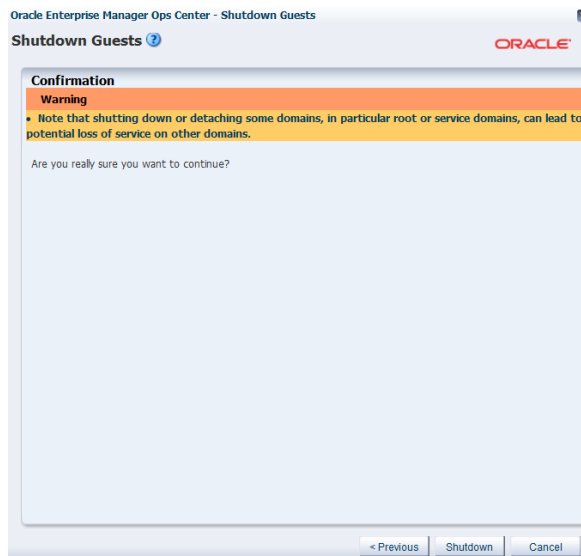 Oracle Enterprise Manager Ops Center - Shutdown Guests
Shutdown Guests ?
ORACLE
Confirmation
Warning
• Note that shutting down or detaching some domains, in particular root or service domains, can lead to
potential loss of service on other domains.
Are you really sure you want to continue?
< Previous
Shutdown
Cancel